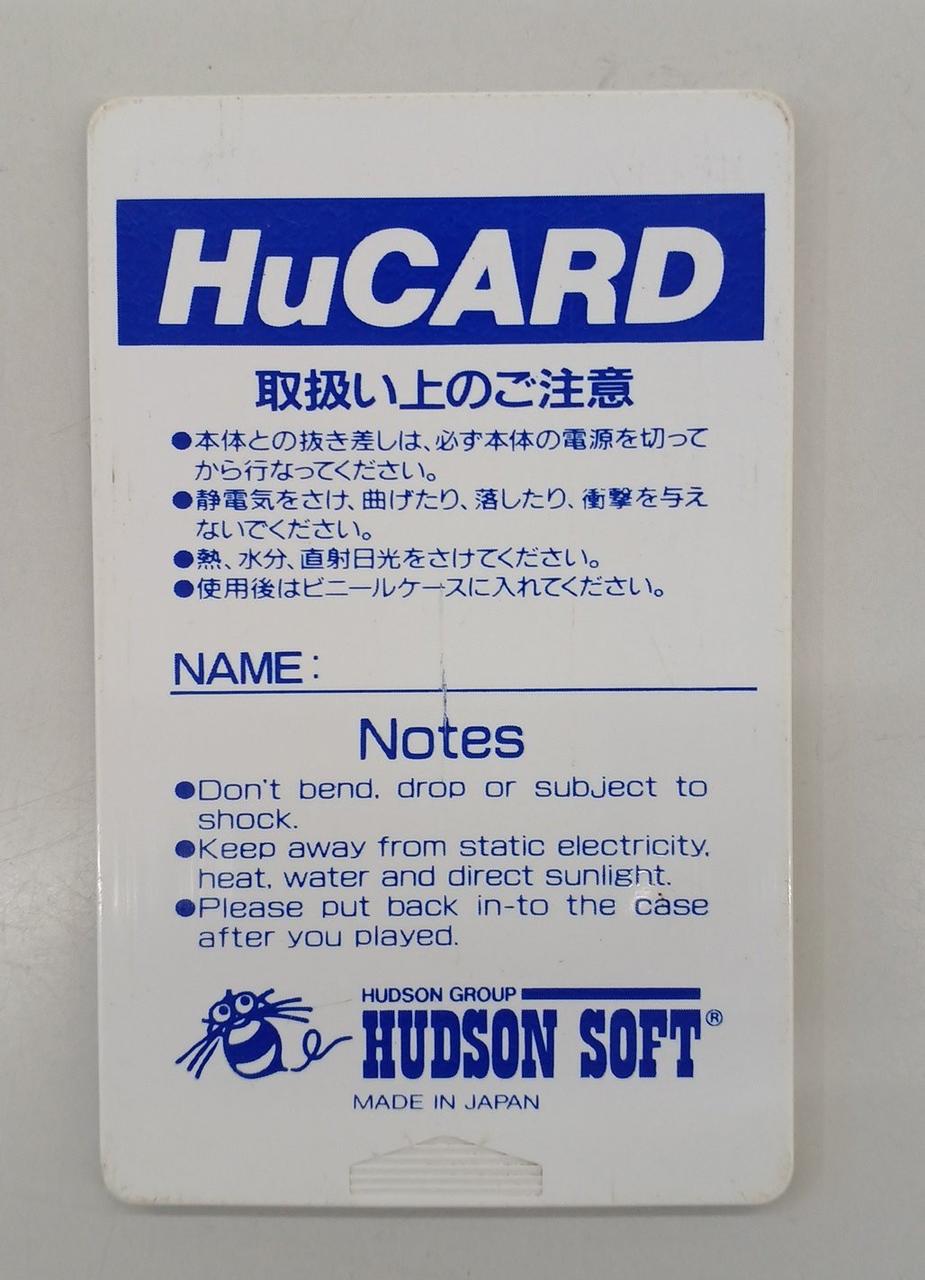 HuCARD
取扱い上のご注意
●本体との抜き差しは、必ず本体の電源を切って
から行なってください。
●静電気をさけ、曲げたり、落したり、衝撃を与え
ないでください。
●熱、水分、直射日光をさけてください。
●使用後はビニールケースに入れてください。
NAME:
Notes
●Don't bend, drop or subject to
shock.
●Keep away from static electricity,
heat, water and direct sunlight.
●Please put back in-to the case
after you played.
HUDSON GROUP
HUDSON SOFT®
MADE IN JAPAN